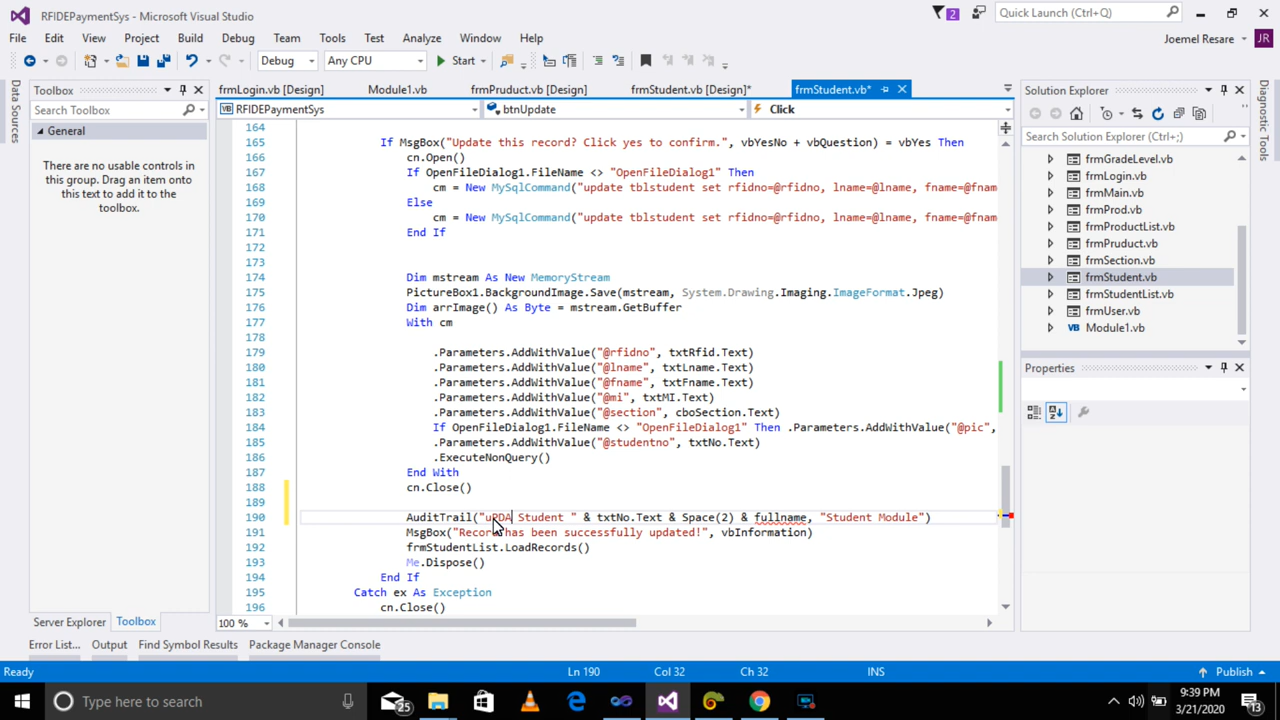 RFIDEPaymentSys - Microsoft Visual Studio
2
Quick Launch (Ctrl+Q)
File Edit View Project Build Debug Team Tools Test Analyze Window Help
Joemel Resare
JR
Debug
Any CPU
Start
Data Sources
Toolbox
Search Toolbox
General
There are no usable controls in
this group. Drag an item onto
this text to add it to the
toolbox.
Server Explorer
Toolbox
frmLogin.vb [Design]
Module1.vb
frmPruduct.vb [Design]
frmStudent.vb [Design]*
frmStudent.vb*
RFIDEPaymentSys
btnUpdate
Click
164
165 If MsgBox("Update this record? Click yes to confirm.", vbYesNo + vbQuestion) = vbYes Then
166 cn.Open()
167 If OpenFileDialog1.FileName <> "OpenFileDialog1" Then
168 cm = New MySqlCommand("update tblstudent set rfidno=@rfidno, lname=@lname, fname=@fnam
169 Else
170 cm = New MySqlCommand("update tblstudent set rfidno=@rfidno, lname=@lname, fname=@fnam
171 End If
172
173
174 Dim mstream As New MemoryStream
175 PictureBox1.BackgroundImage.Save(mstream, System.Drawing.Imaging.ImageFormat.Jpeg)
176 Dim arrImage() As Byte = mstream.GetBuffer
177 With cm
178
179 .Parameters.AddWithValue("@rfidno", txtRfid.Text)
180 .Parameters.AddWithValue("@lname", txtLname.Text)
181 .Parameters.AddWithValue("@fname", txtFname.Text)
182 .Parameters.AddWithValue("@mi", txtMI.Text)
183 .Parameters.AddWithValue("@section", cboSection.Text)
184 If OpenFileDialog1.FileName <> "OpenFileDialog1" Then .Parameters.AddWithValue("@pic",
185 .Parameters.AddWithValue("@studentno", txtNo.Text)
186 .ExecuteNonQuery()
187 End With
188 cn.Close()
189
190 AuditTrail("uPDA Student " & txtNo.Text & Space(2) & fullname, "Student Module")
191 MsgBox("Record has been successfully updated!", vbInformation)
192 frmStudentList.LoadRecords()
193 Me.Dispose()
194 End If
195 Catch ex As Exception
196 cn.Close()
100 %
Solution Explorer
Search Solution Explorer (Ctrl+;)
frmGradeLevel.vb
frmLogin.vb
frmMain.vb
frmProd.vb
frmProductList.vb
frmPruduct.vb
frmSection.vb
frmStudent.vb
frmStudentList.vb
frmUser.vb
Module1.vb
Properties
Diagnostic Tools
Error List...
Output
Find Symbol Results
Package Manager Console
Ready
Ln 190
Col 32
Ch 32
INS
Publish
Type here to search
25
9:39 PM
3/21/2020
13